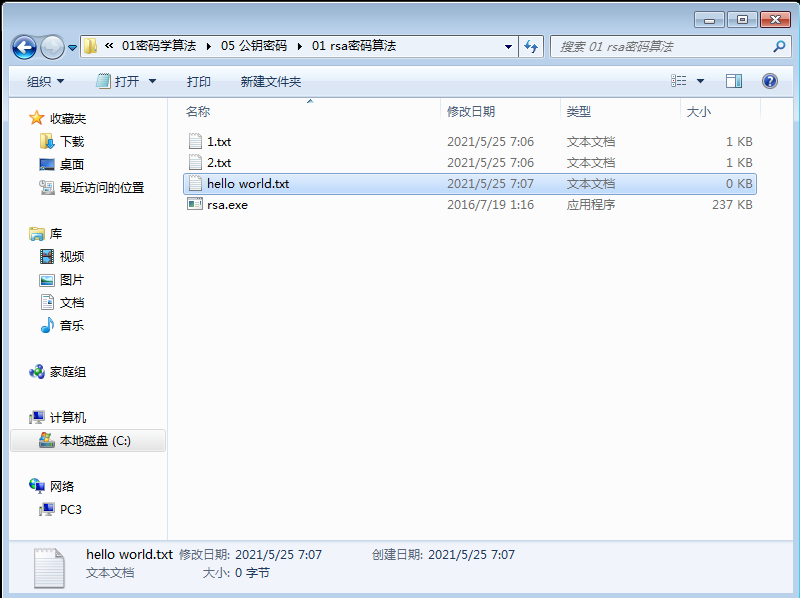 « 01密码学算法 ▸ 05 公钥密码 ▸ 01 rsa密码算法
搜索 01 rsa密码算法
组织 打开 打印 新建文件夹
名称 修改日期 类型 大小
1.txt 2021/5/25 7:06 文本文档 1 KB
2.txt 2021/5/25 7:06 文本文档 1 KB
hello world.txt 2021/5/25 7:07 文本文档 0 KB
rsa.exe 2016/7/19 1:16 应用程序 237 KB
收藏夹
下载
桌面
最近访问的位置
库
视频
图片
文档
音乐
家庭组
计算机
本地磁盘 (C:)
网络
PC3
hello world.txt 修改日期: 2021/5/25 7:07 创建日期: 2021/5/25 7:07
文本文档 大小: 0 字节